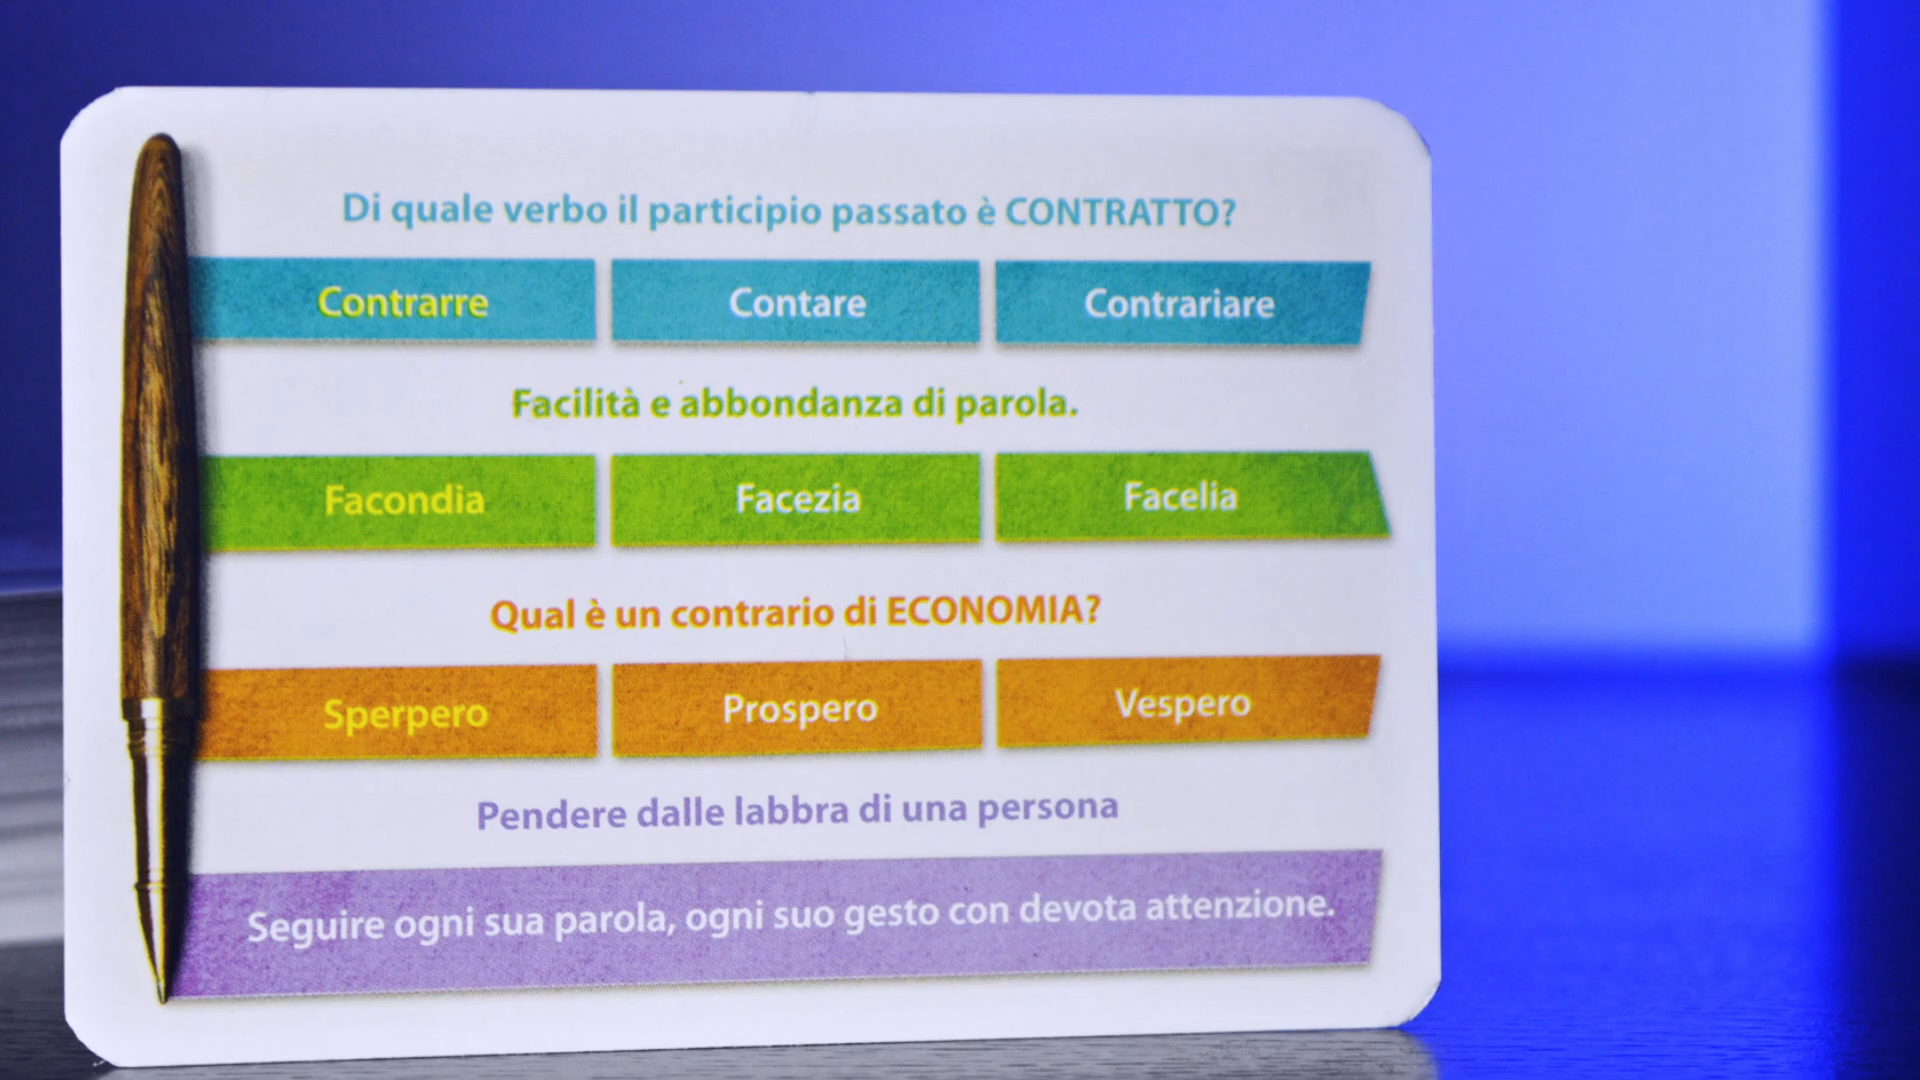 Di quale verbo il participio passato è CONTRATTO?
Contrarre Contare Contrariare
Facilità e abbondanza di parola.
Facondia Facezia Facelia
Qual è un contrario di ECONOMIA?
Sperpero Prospero Vespero
Pendere dalle labbra di una persona
Seguire ogni sua parola, ogni suo gesto con devota attenzione.